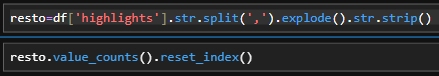 resto=df['highlights'].str.split(',').explode().str.strip()
resto.value_counts().reset_index()